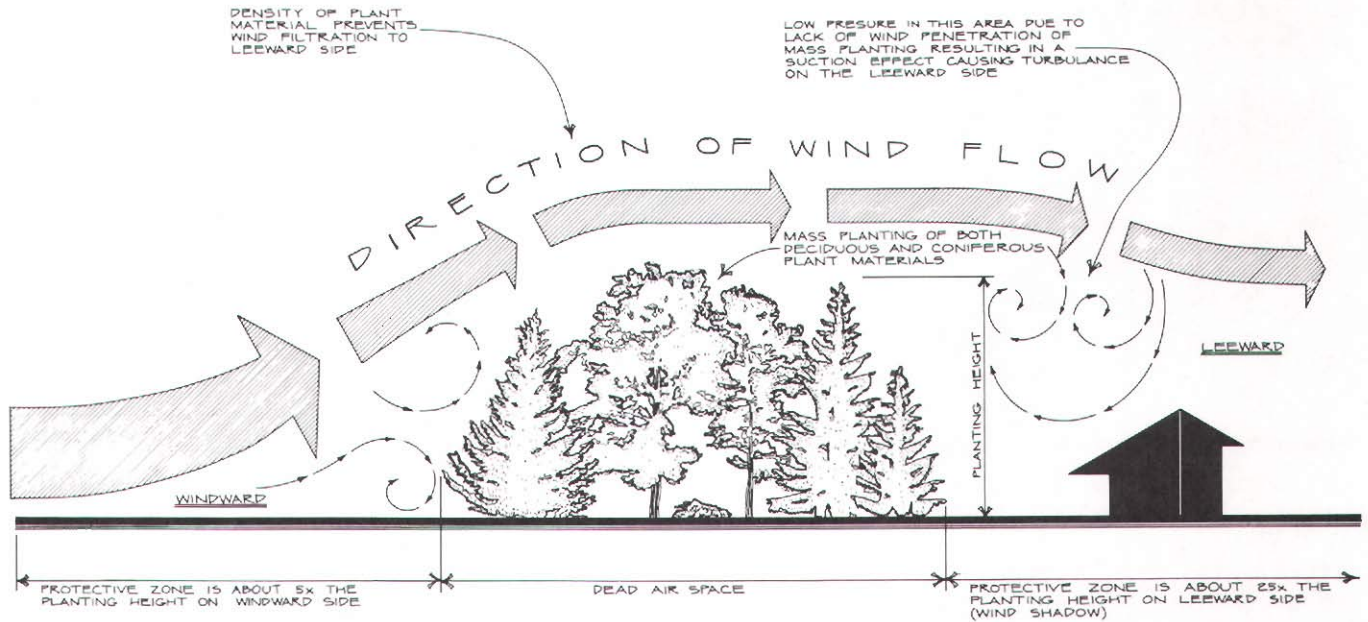 DENSITY OF PLANT
MATERIAL PREVENTS
WIND FILTRATION TO
LEEWARD SIDE
LOW PRESURE IN THIS AREA DUE TO
LACK OF WIND PENETRATION OF
MASS PLANTING RESULTING IN A
SUCTION EFFECT CAUSING TURBULANCE
ON THE LEEWARD SIDE
DIRECTION OF WIND FLOW
MASS PLANTING OF BOTH
DECIDUOUS AND CONIFEROUS
PLANT MATERIALS
PLANTING HEIGHT
LEEWARD
WINDWARD
PROTECTIVE ZONE IS ABOUT 5x THE
PLANTING HEIGHT ON WINDWARD SIDE
DEAD AIR SPACE
PROTECTIVE ZONE IS ABOUT 25x THE
PLANTING HEIGHT ON LEEWARD SIDE
(WIND SHADOW)